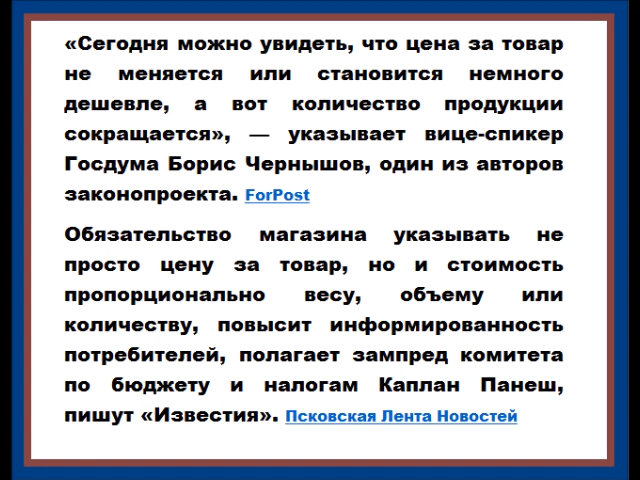 «Сегодня можно увидеть, что цена за товар
не меняется или становится немного
дешевле, а вот количество продукции
сокращается», — указывает вице-спикер
Госдума Борис Чернышов, один из авторов
законопроекта. ForPost
Обязательство магазина указывать не
просто цену за товар, но и стоимость
пропорционально весу, объему или
количеству, повысит информированность
потребителей, полагает зампред комитета
по бюджету и налогам Каплан Панеш,
пишут «Известия». Псковская Лента Новостей